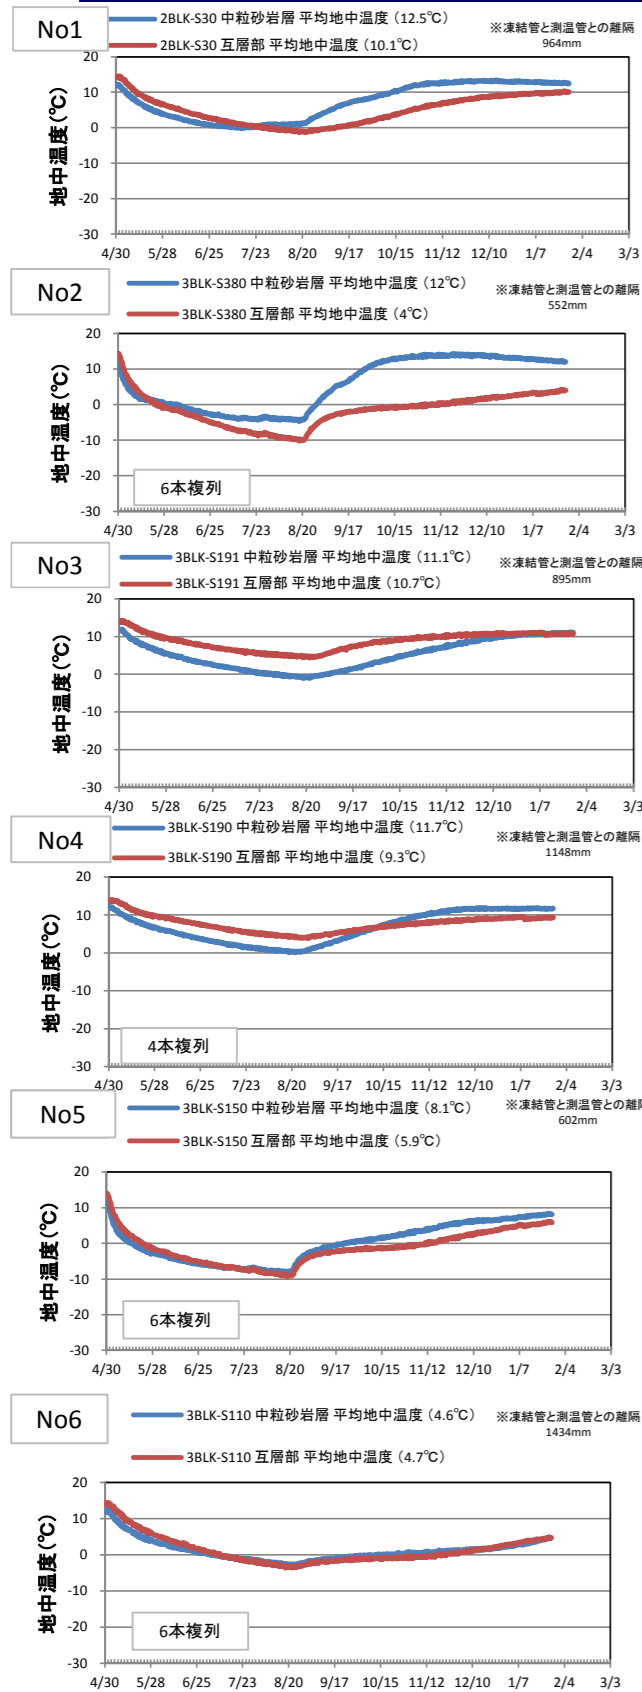 No1
2BLK-S30 中粒砂岩層 平均地中温度（12.5℃）
2BLK-S30 互層部 平均地中温度（10.1℃）
※凍結管と測温管との離隔
964mm
地中温度(℃)
20
10
0
-10
-20
-30
4/30 5/28 6/25 7/23 8/20 9/17 10/15 11/12 12/10 1/7 2/4 3/3
No2
3BLK-S380 中粒砂岩層 平均地中温度（12℃）
3BLK-S380 互層部 平均地中温度（4℃）
※凍結管と測温管との離隔
552mm
地中温度(℃)
20
10
0
-10
-20
-30
6本複列
4/30 5/28 6/25 7/23 8/20 9/17 10/15 11/12 12/10 1/7 2/4 3/3
No3
3BLK-S191 中粒砂岩層 平均地中温度（11.1℃）
3BLK-S191 互層部 平均地中温度（10.7℃）
※凍結管と測温管との離隔
895mm
地中温度(℃)
20
10
0
-10
-20
-30
4/30 5/28 6/25 7/23 8/20 9/17 10/15 11/12 12/10 1/7 2/4 3/3
No4
3BLK-S190 中粒砂岩層 平均地中温度（11.7℃）
3BLK-S190 互層部 平均地中温度（9.3℃）
※凍結管と測温管との離隔
1148mm
地中温度(℃)
20
10
0
-10
-20
-30
4本複列
4/30 5/28 6/25 7/23 8/20 9/17 10/15 11/12 12/10 1/7 2/4 3/3
No5
3BLK-S150 中粒砂岩層 平均地中温度（8.1℃）
3BLK-S150 互層部 平均地中温度（5.9℃）
※凍結管と測温管との離隔
602mm
地中温度(℃)
20
10
0
-10
-20
-30
6本複列
4/30 5/28 6/25 7/23 8/20 9/17 10/15 11/12 12/10 1/7 2/4 3/3
No6
3BLK-S110 中粒砂岩層 平均地中温度（4.6℃）
3BLK-S110 互層部 平均地中温度（4.7℃）
※凍結管と測温管との離隔
1434mm
地中温度(℃)
20
10
0
-10
-20
-30
6本複列
4/30 5/28 6/25 7/23 8/20 9/17 10/15 11/12 12/10 1/7 2/4 3/3